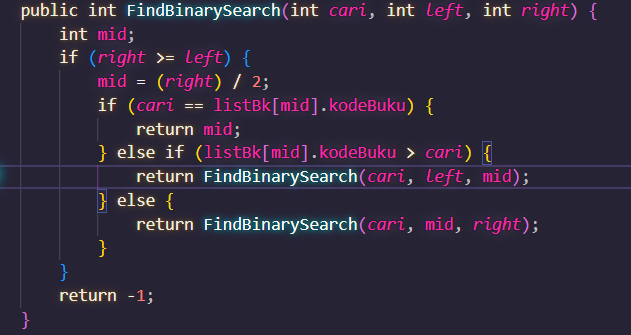 public int FindBinarySearch(int cari, int left, int right) {
int mid;
if (right >= left) {
mid = (right) / 2;
if (cari == listBk[mid].kodeBuku) {
return mid;
} else if (listBk[mid].kodeBuku > cari) {
return FindBinarySearch(cari, left, mid);
} else {
return FindBinarySearch(cari, mid, right);
}
}
return -1;
}